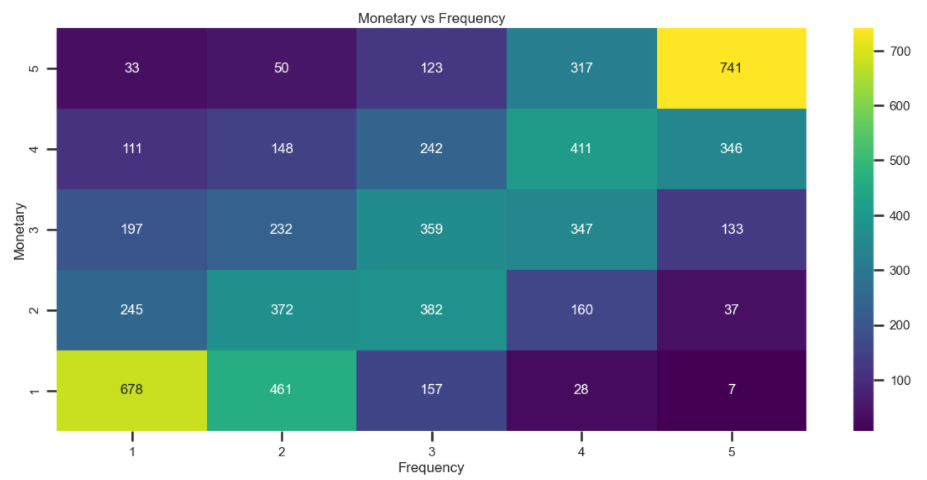 Monetary vs Frequency
5 33 50 123 317 741
4 111 148 242 411 346
3 197 232 359 347 133
2 245 372 382 160 37
1 678 461 157 28 7
Monetary
1 2 3 4 5
Frequency
700
600
500
400
300
200
100